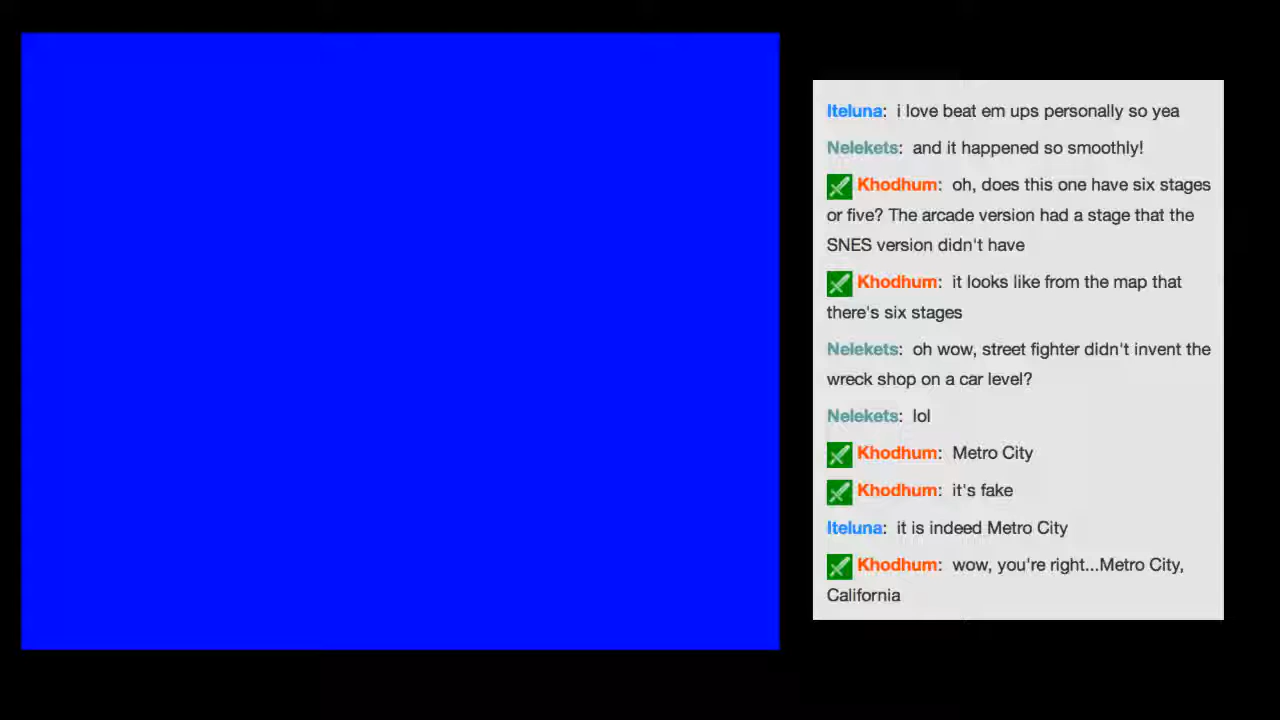 Iteluna: i love beat em ups personally so yea
Nelekets: and it happened so smoothly!
Khodhum: oh, does this one have six stages
or five? The arcade version had a stage that the
SNES version didn't have
Khodhum: it looks like from the map that
there's six stages
Nelekets: oh wow, street fighter didn't invent the
wreck shop on a car level?
Nelekets: lol
Khodhum: Metro City
Khodhum: it's fake
Iteluna: it is indeed Metro City
Khodhum: wow, you're right...Metro City,
California